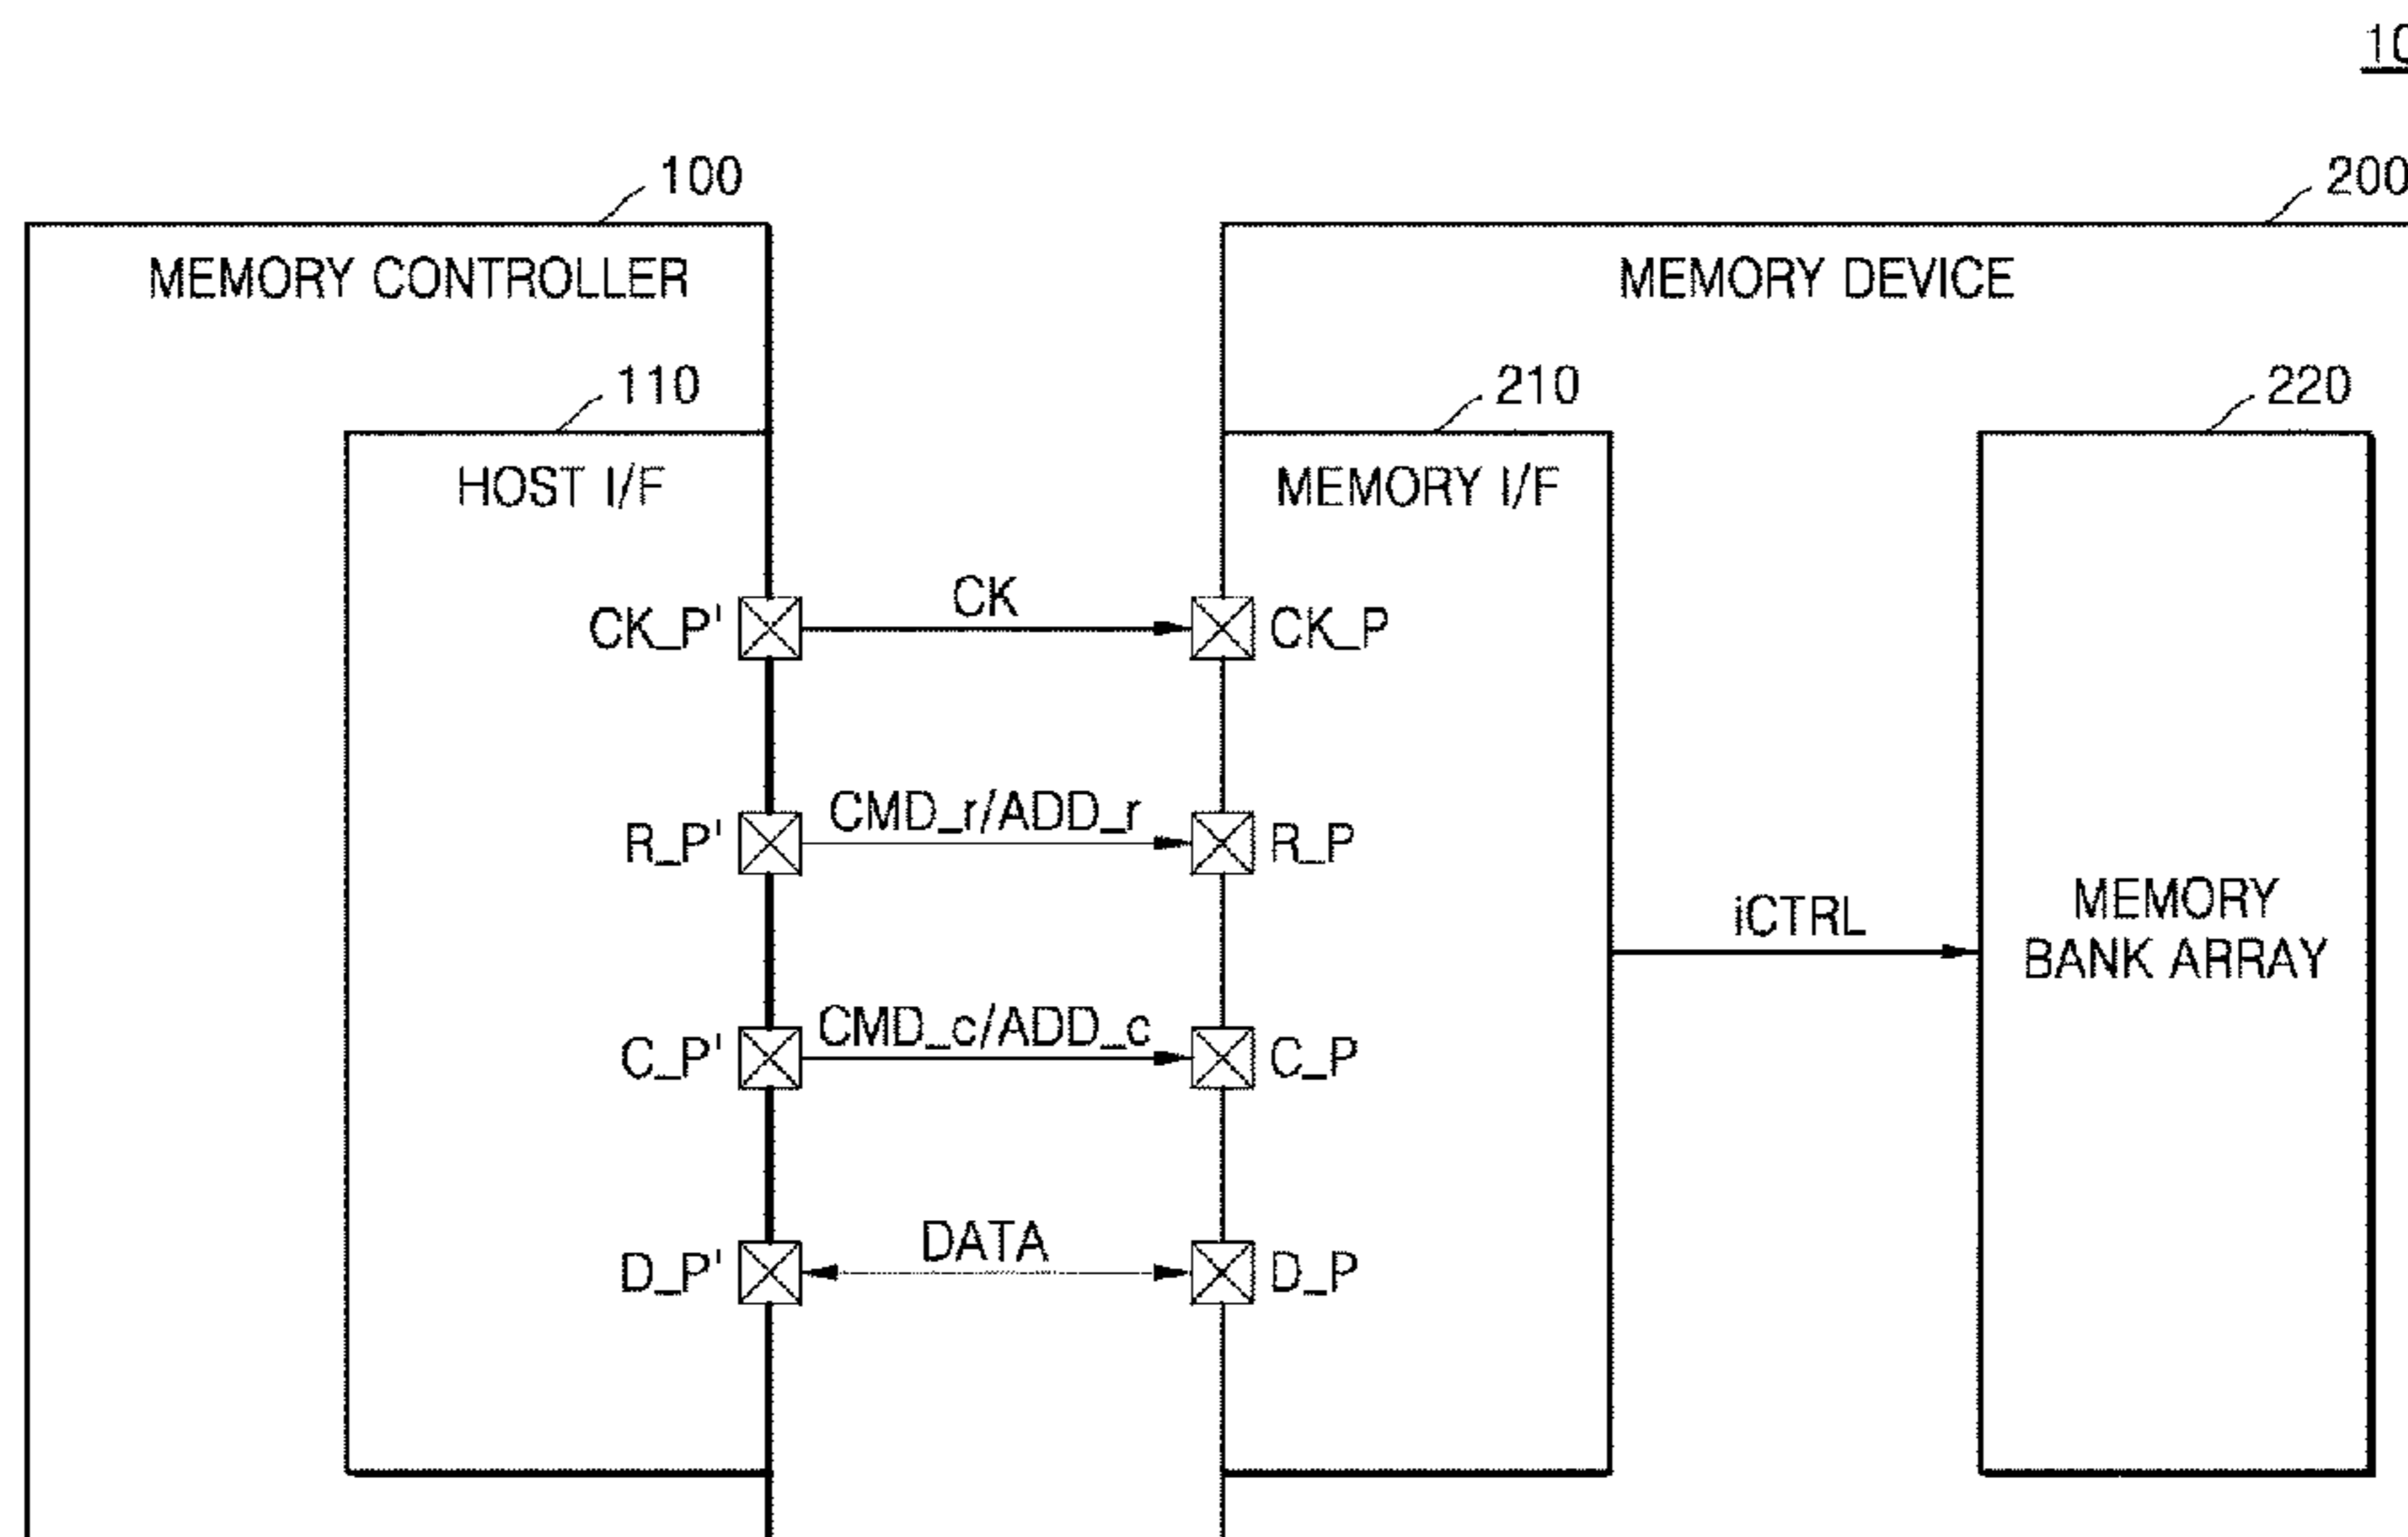 10
100
200
MEMORY CONTROLLER
MEMORY DEVICE
110
210
220
HOST I/F
MEMORY I/F
CK_P'
CK
CK_P
R_P'
CMD_r/ADD_r
R_P
iCTRL
MEMORY
BANK ARRAY
C_P'
CMD_c/ADD_c
C_P
D_P'
DATA
D_P